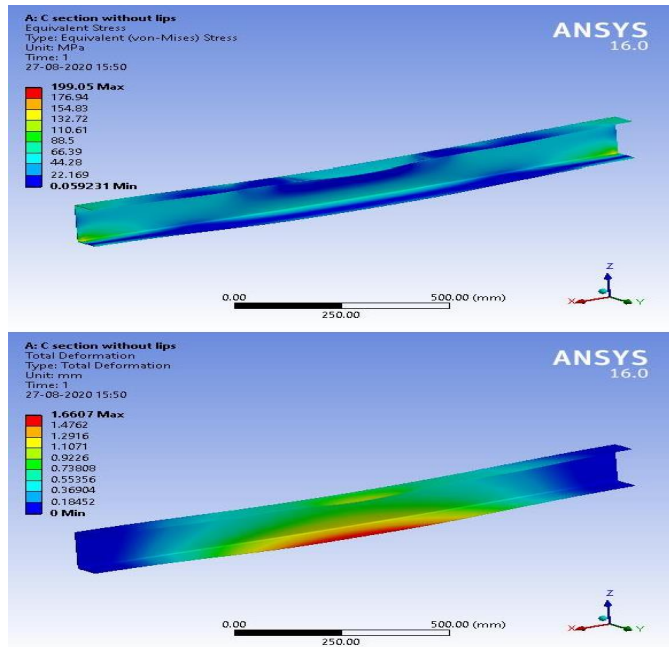 A: C section without lips
Equivalent Stress
Type: Equivalent (von-Mises) Stress
Unit: MPa
Time: 1
27-08-2020 15:50
199.05 Max
176.94
154.83
132.72
110.61
88.5
66.39
44.28
22.169
0.059231 Min
ANSYS
16.0
0.00
500.00 (mm)
250.00
Z
X
Y
A: C section without lips
Total Deformation
Type: Total Deformation
Unit: mm
Time: 1
27-08-2020 15:50
1.6607 Max
1.4762
1.2916
1.1071
0.9226
0.73808
0.55356
0.36904
0.18452
0 Min
ANSYS
16.0
0.00
500.00 (mm)
250.00
Z
X
Y